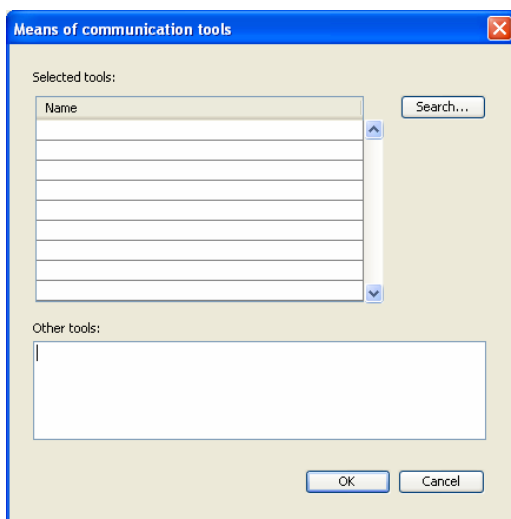 Means of communication tools
Selected tools:
Name
Search...
Other tools:
OK
Cancel